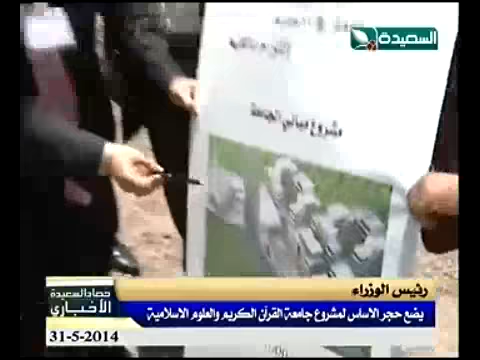 السعيدة
مشروع مباني الجامعة
رئيس الوزراء
يضع حجر الاساس لمشروع جامعة القرآن الكريم والعلوم الاسلامية
حصاد السعيدة
الأخباري
31-5-2014